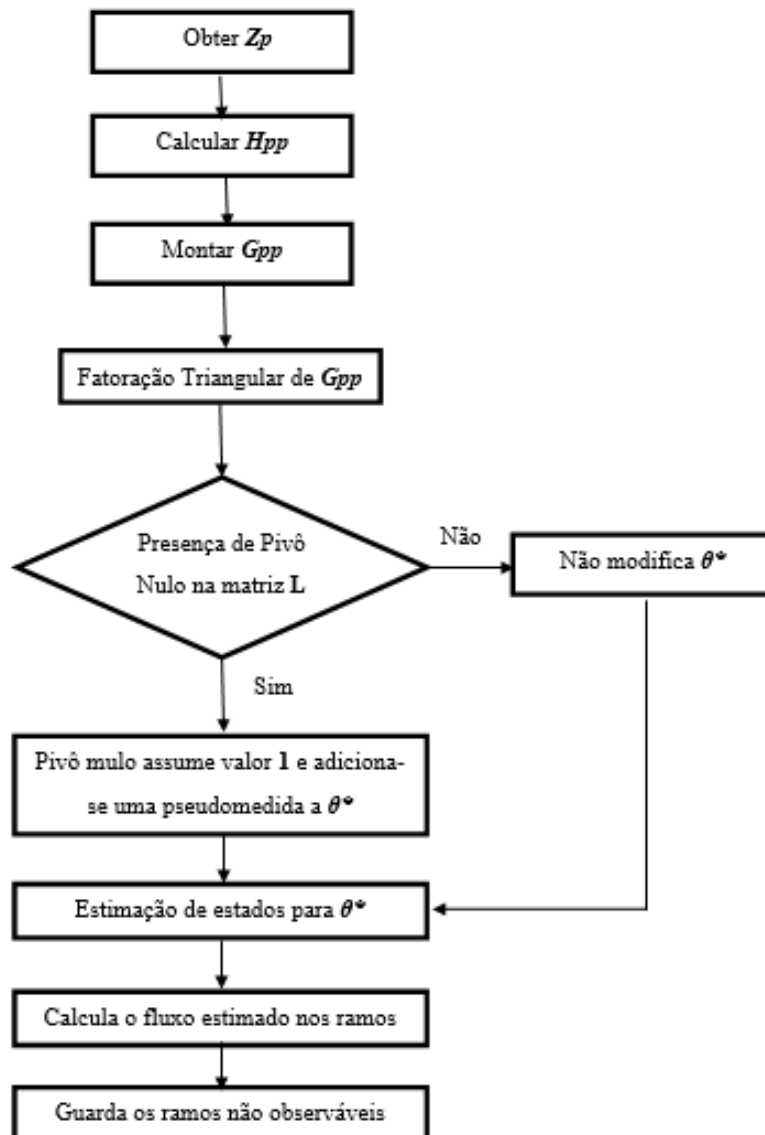 Obter Zp
Calcular Hpp
Montar Gpp
Fatoração Triangular de Gpp
Presença de Pivô
Nulo na matriz L
Não
Não modifica θ*
Sim
Pivô mulo assume valor 1 e adiciona-
se uma pseudomedida a θ*
Estimação de estados para θ*
Calcula o fluxo estimado nos ramos
Guarda os ramos não observáveis